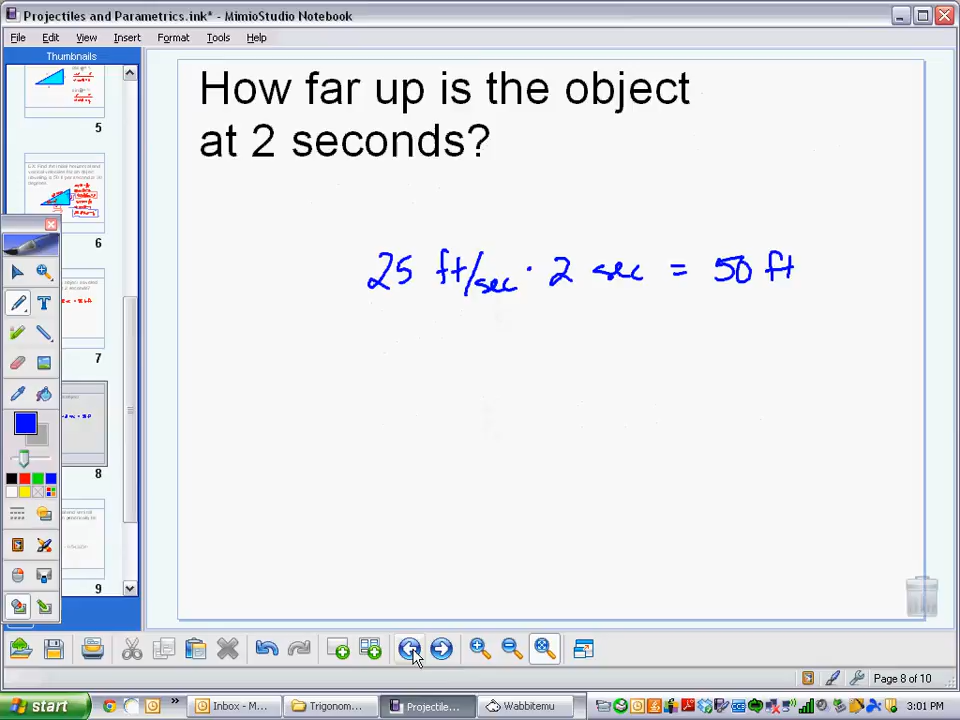 Projectiles and Parametrics.ink* - MimioStudio Notebook
File Edit View Insert Format Tools Help
Thumbnails
How far up is the object
at 2 seconds?
25 ft/sec · 2 sec = 50 ft
5
6
7
8
9
Page 8 of 10
start
Inbox - M...
Trigonom...
Projectile...
Wabbitemu
3:01 PM